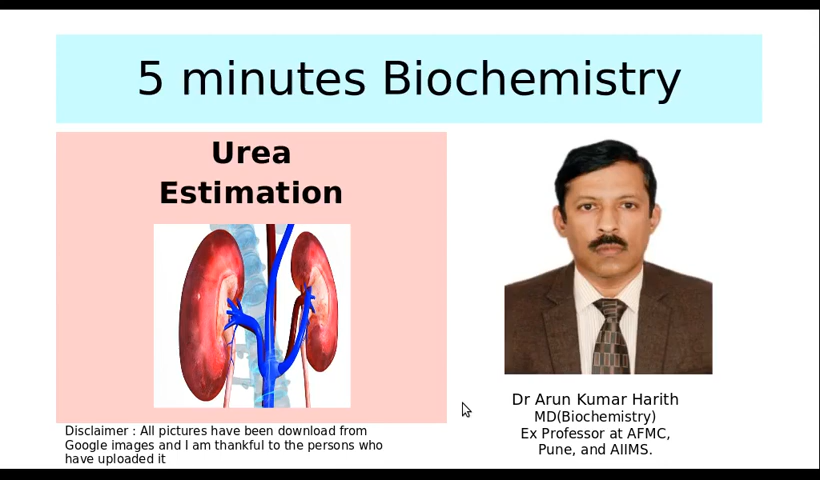 5 minutes Biochemistry
Urea
Estimation
Disclaimer : All pictures have been download from
Google images and I am thankful to the persons who
have uploaded it
Dr Arun Kumar Harith
MD(Biochemistry)
Ex Professor at AFMC,
Pune, and AIIMS.